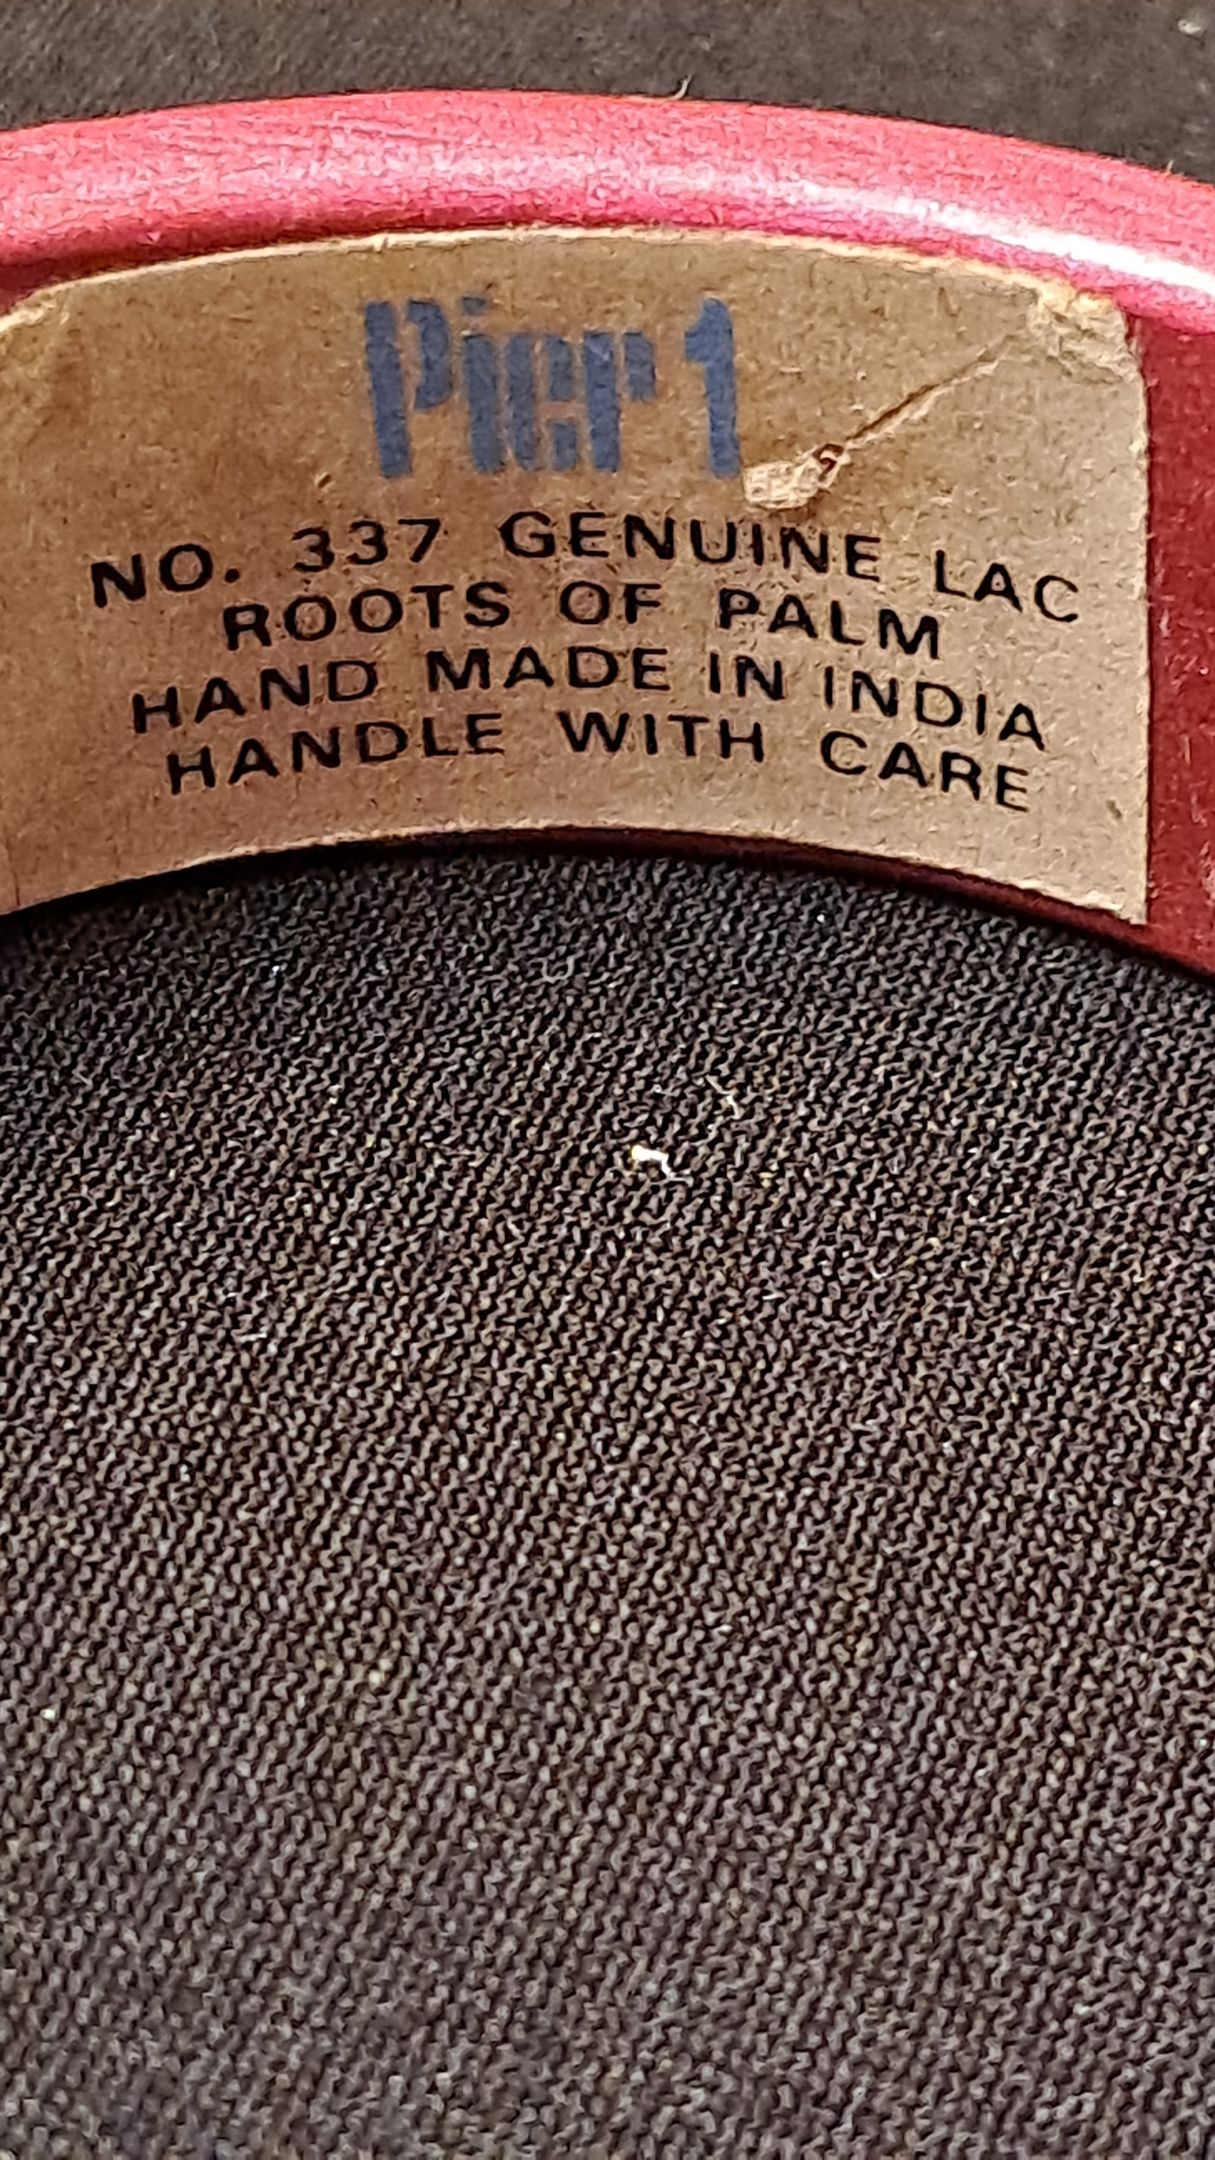 Pier 1
NO. 337 GENUINE LAC
ROOTS OF PALM
HAND MADE IN INDIA
HANDLE WITH CARE